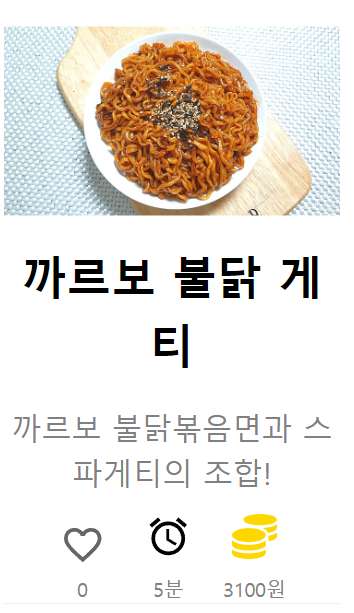 까르보 불닭 게
티
까르보 불닭볶음면과 스
파게티의 조합!
0 5분 3100원